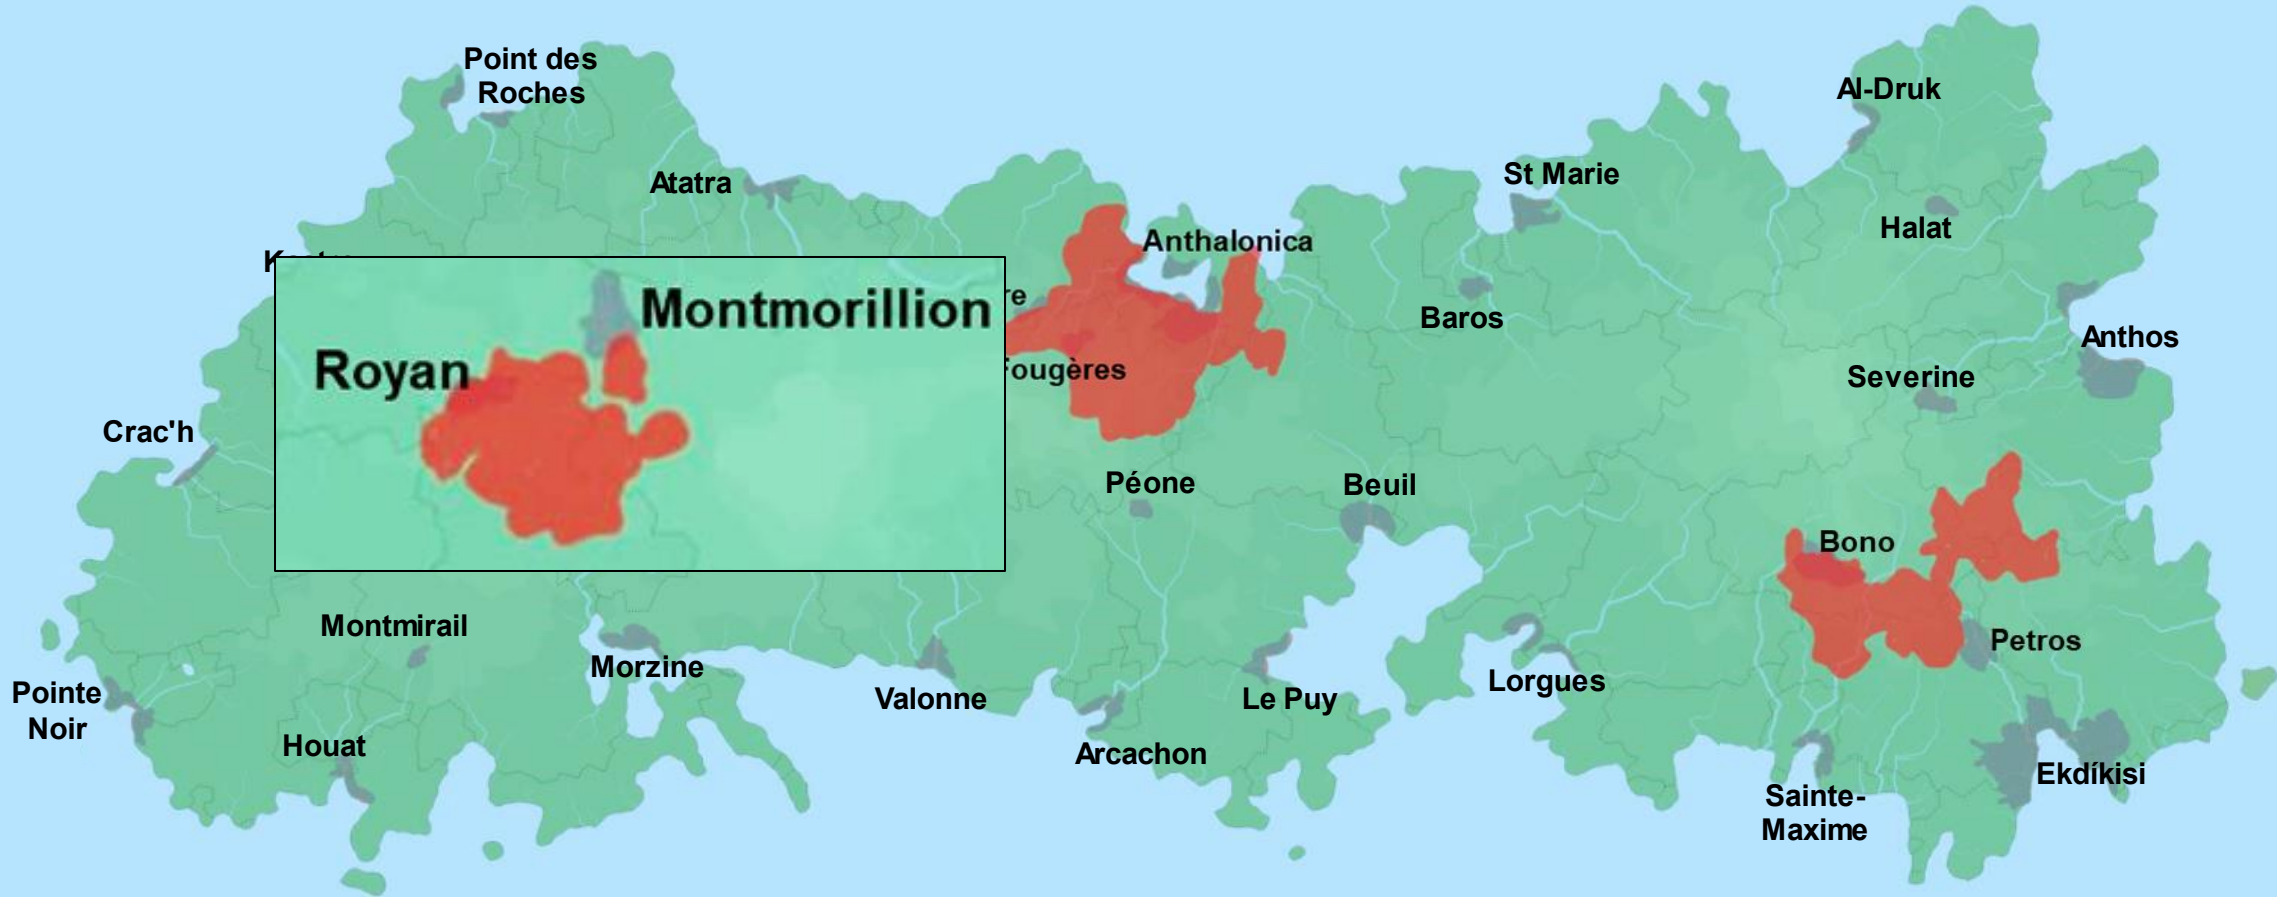 Point des
Roches
Al-Druk
Atatra
St Marie
Halat
Anthalonica
Montmorillion
Royan
re
Fougères
Baros
Anthos
Severine
Crac'h
Péone
Beuil
Bono
Montmirail
Morzine
Petros
Pointe
Noir
Valonne
Le Puy
Lorgues
Houat
Arcachon
Ekdíkisi
Sainte-
Maxime